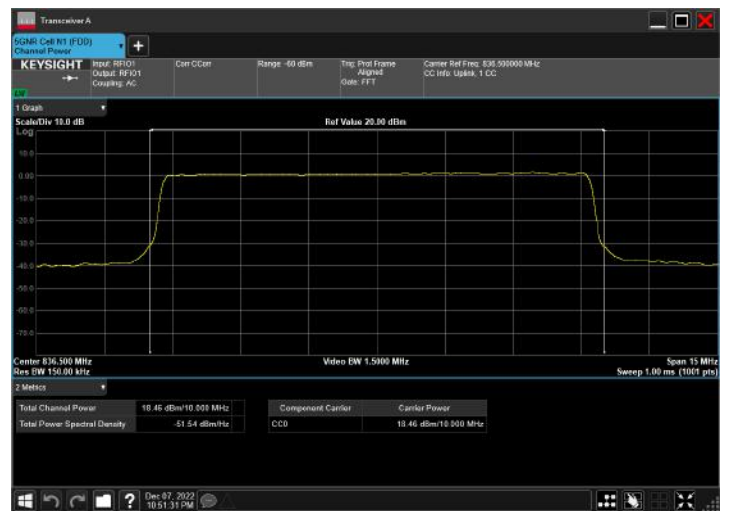 Transceiver A
5GNR Cell N1 (FDD)
Channel Power
KEYSIGHT
Input: RFIO1
Output: RFIO1
Coupling: AC
Corr CCorr
Range: -60 dBm
Trig: Prot Frame
Aligned
Gate: FFT
Carrier Ref Freq: 836.500000 MHz
CC Info: Uplink, 1 CC
1 Graph
Scale/Div 10.0 dB
Ref Value 20.00 dBm
Log
10.0
0.00
-10.0
-20.0
-30.0
-40.0
-50.0
-60.0
-70.0
Center 836.500 MHz
Video BW 1.5000 MHz
Span 15 MHz
Res BW 150.00 kHz
Sweep 1.00 ms (1001 pts)
2 Metrics
Total Channel Power 18.46 dBm/10.000 MHz
Total Power Spectral Density -51.54 dBm/Hz
Component Carrier Carrier Power
CC0 18.46 dBm/10.000 MHz
?
Dec 07, 2022
10:51:31 PM